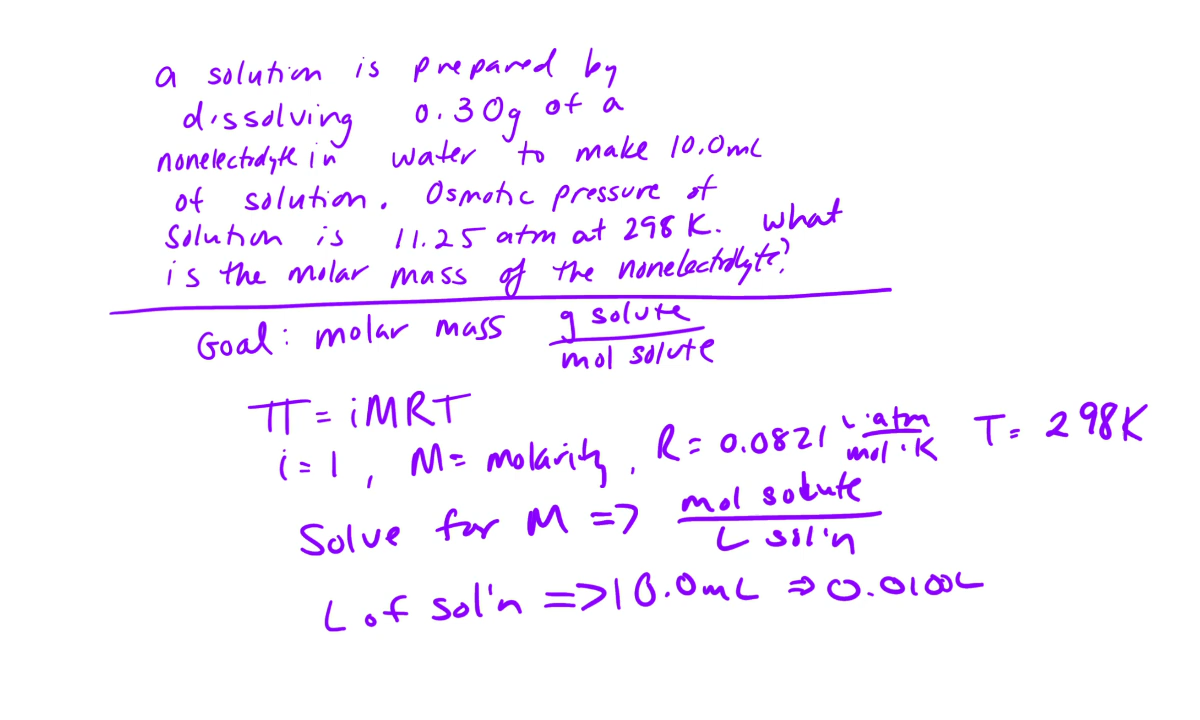 a solution is prepared by
dissolving 0.30g of a
nonelectrolyte in water to make 10.0mL
of solution. Osmotic pressure of
solution is 11.25 atm at 298 K. what
is the molar mass of the nonelectrolyte?
Goal: molar mass g solute / mol solute
π = iMRT
i = 1, M = molarity, R = 0.0821 L·atm / mol·K T = 298K
Solve for M => mol solute / L sol'n
L of sol'n => 10.0mL ⇒ 0.0100L